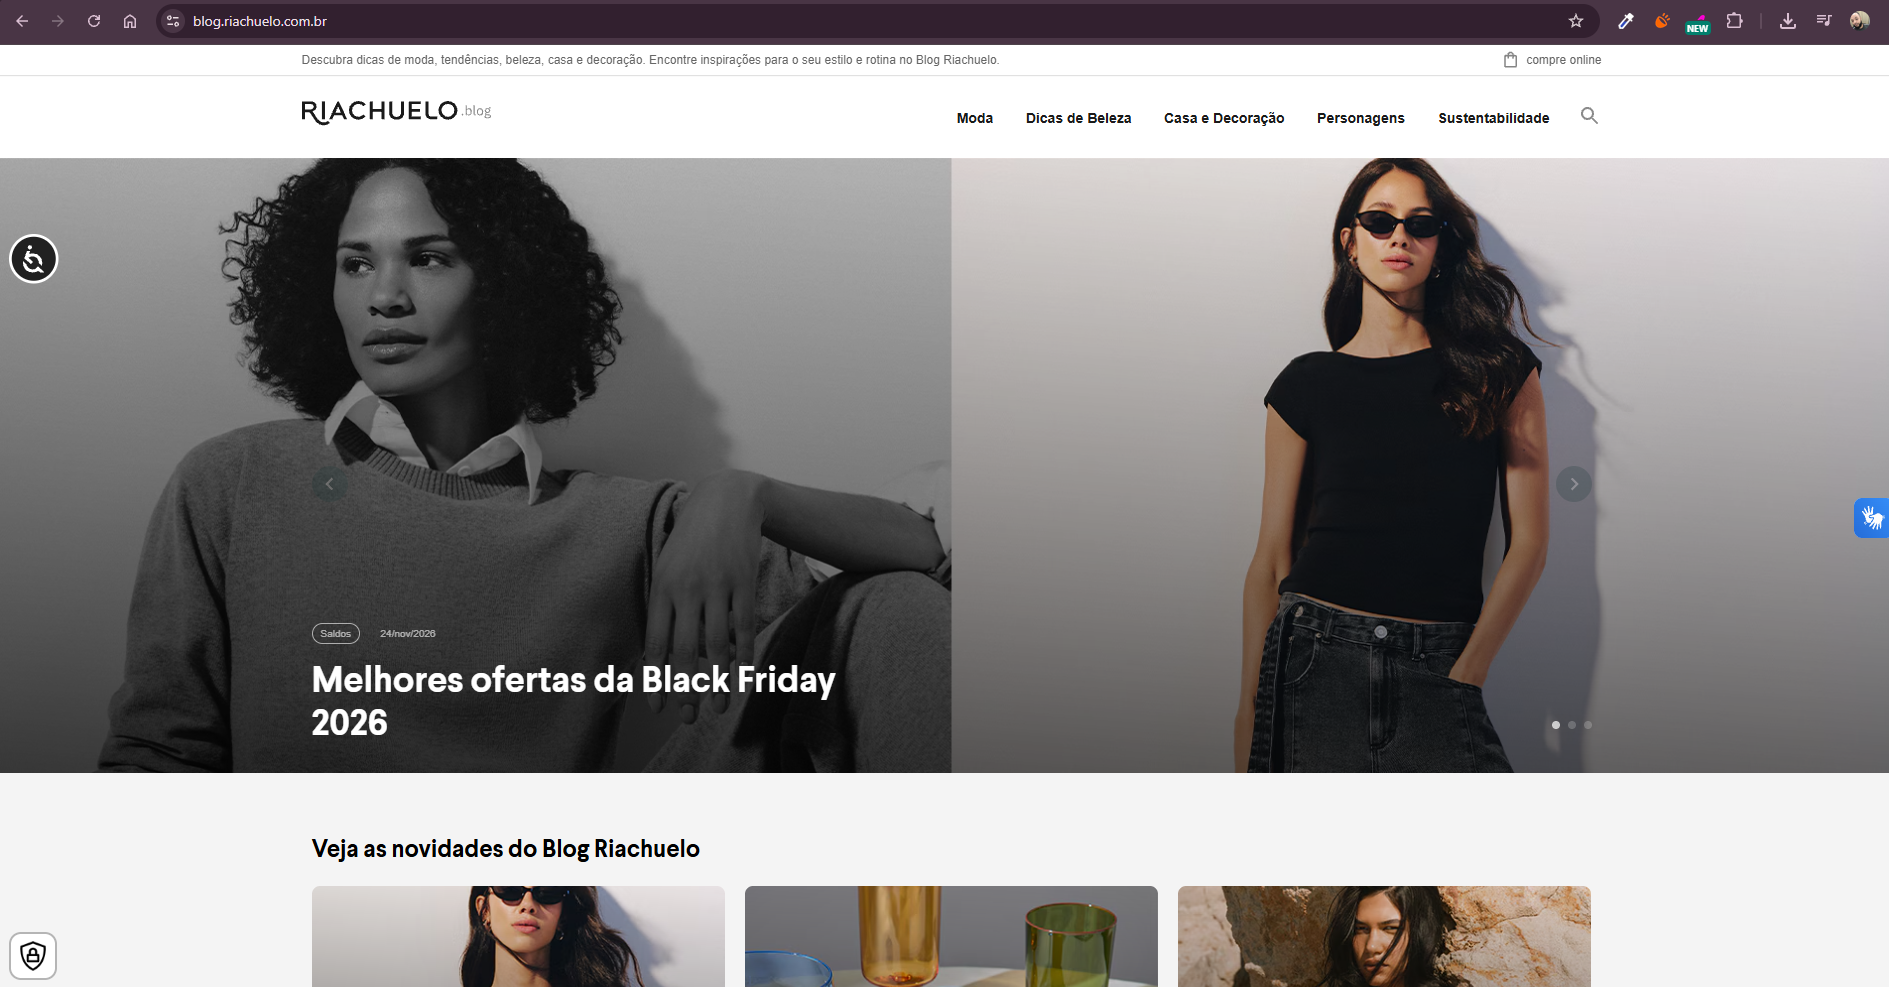 blog.riachuelo.com.br
NEW
Descubra dicas de moda, tendências, beleza, casa e decoração. Encontre inspirações para o seu estilo e rotina no Blog Riachuelo.
compre online
RIACHUELO .blog
Moda
Dicas de Beleza
Casa e Decoração
Personagens
Sustentabilidade
Saldos
24/nov/2026
Melhores ofertas da Black Friday
2026
Veja as novidades do Blog Riachuelo